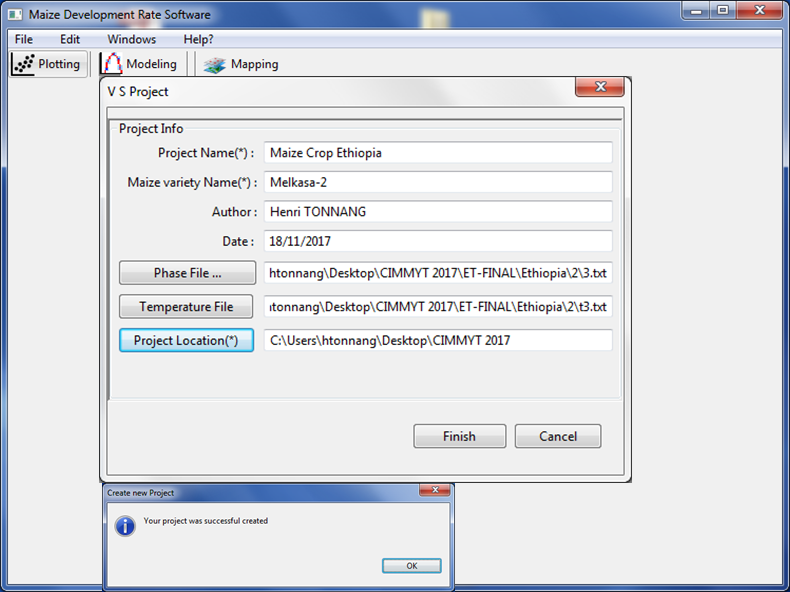 Maize Development Rate Software
File Edit Windows Help?
Plotting Modeling Mapping
V S Project
Project Info
Project Name(*) : Maize Crop Ethiopia
Maize variety Name(*) : Melkasa-2
Author : Henri TONNANG
Date : 18/11/2017
Phase File ... htonnang\Desktop\CIMMYT 2017\ET-FINAL\Ethiopia\2\3.txt
Temperature File tonnang\Desktop\CIMMYT 2017\ET-FINAL\Ethiopia\2\t3.txt
Project Location(*) C:\Users\htonnang\Desktop\CIMMYT 2017
Finish Cancel
Create new Project
Your project was successful created
OK